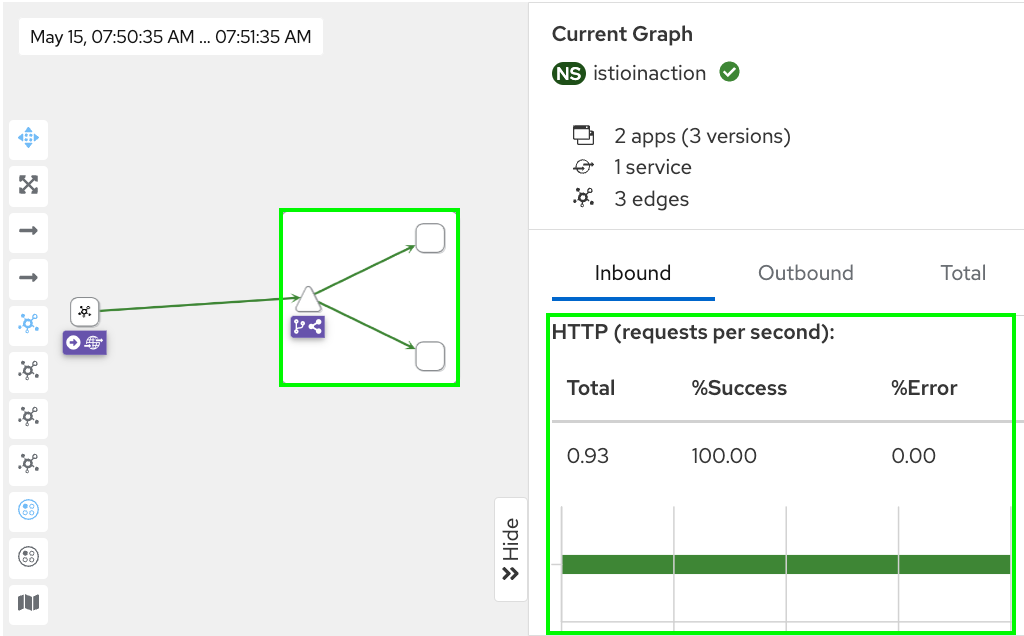 May 15, 07:50:35 AM ... 07:51:35 AM
Hide
Current Graph
NS istioinaction
2 apps (3 versions)
1 service
3 edges
Inbound Outbound Total
HTTP (requests per second):
Total %Success %Error
0.93 100.00 0.00